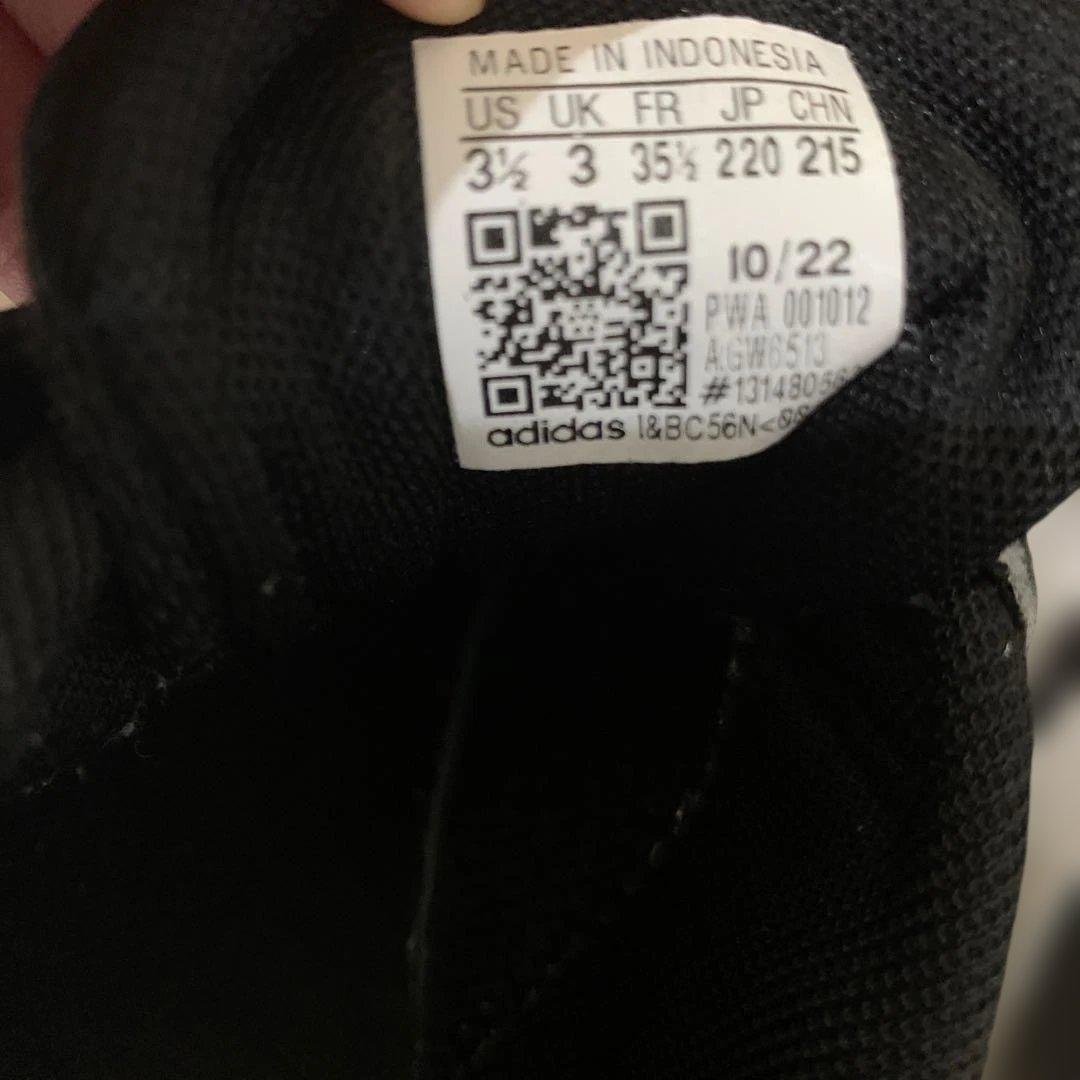 MADE IN INDONESIA
US UK FR JP CHN
3½ 3 35½ 220 215
10/22
PWA 001012
A:GW6513
adidas